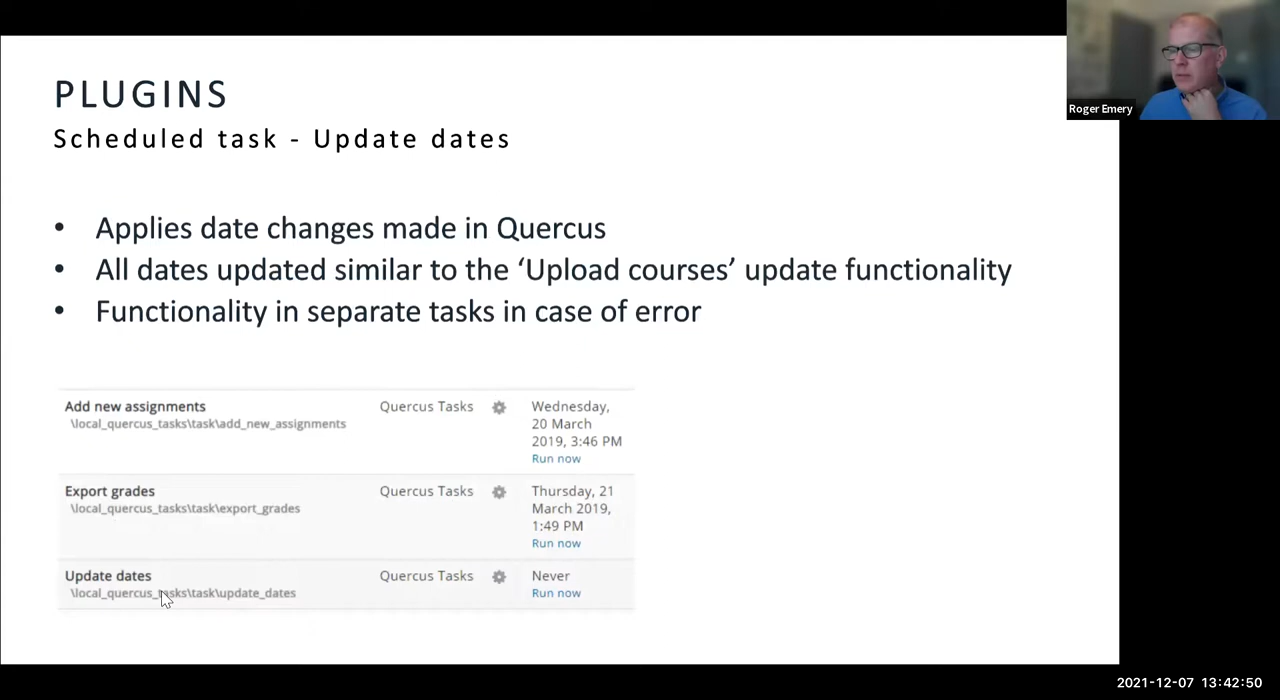 PLUGINS
Scheduled task - Update dates
• Applies date changes made in Quercus
• All dates updated similar to the ‘Upload courses’ update functionality
• Functionality in separate tasks in case of error
Add new assignments
\local_quercus_tasks\task\add_new_assignments
Quercus Tasks
Wednesday,
20 March
2019, 3:46 PM
Run now
Export grades
\local_quercus_tasks\task\export_grades
Quercus Tasks
Thursday, 21
March 2019,
1:49 PM
Run now
Update dates
\local_quercus_tasks\task\update_dates
Quercus Tasks
Never
Run now
Roger Emery
2021-12-07 13:42:50